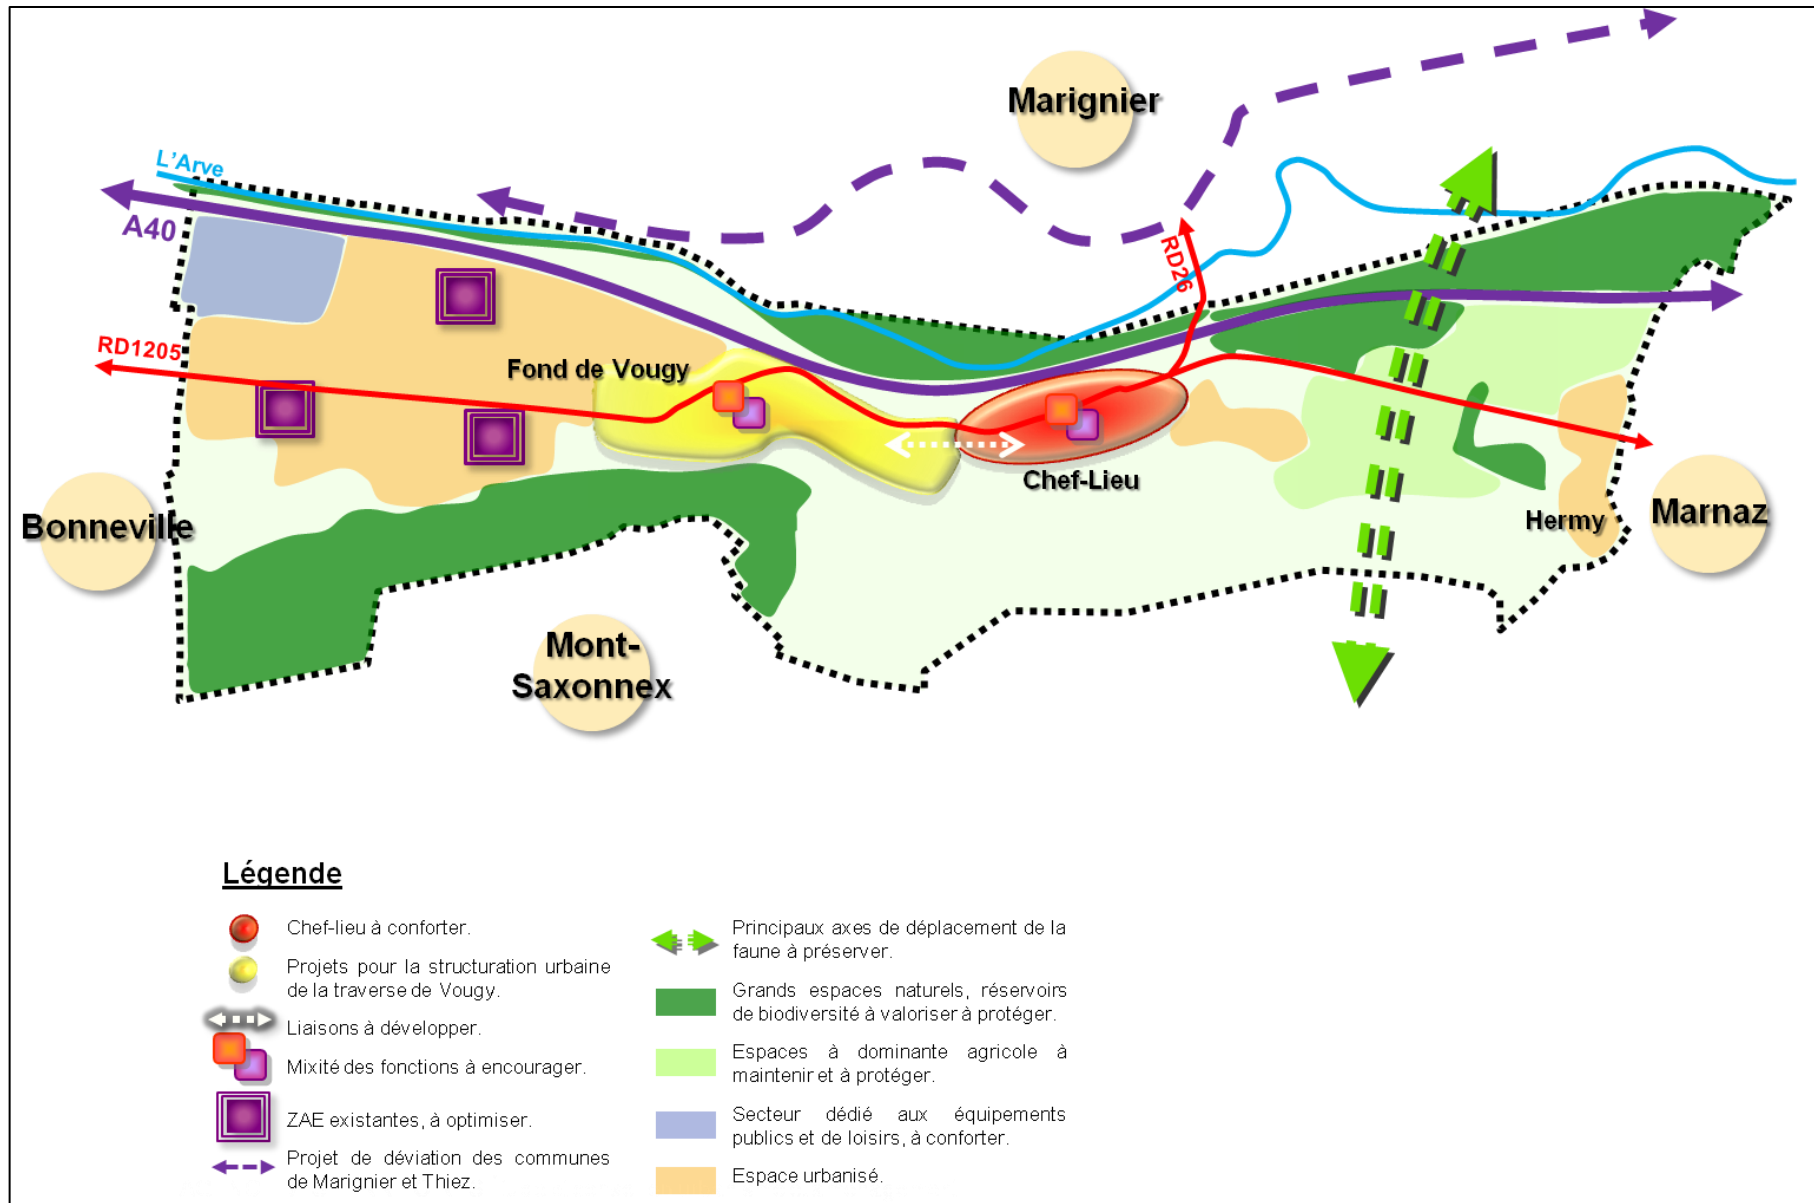 Marignier
L'Arve
A40
RD26
RD1205
Fond de Vougy
Chef-Lieu
Bonneville
Hermy
Marnaz
Mont-
Saxonnex
Légende
Chef-lieu à conforter.
Projets pour la structuration urbaine
de la traverse de Vougy.
Liaisons à développer.
Mixité des fonctions à encourager.
ZAE existantes, à optimiser.
Projet de déviation des communes
de Marignier et Thiez.
Principaux axes de déplacement de la
faune à préserver.
Grands espaces naturels, réservoirs
de biodiversité à valoriser à protéger.
Espaces à dominante agricole à
maintenir et à protéger.
Secteur dédié aux équipements
publics et de loisirs, à conforter.
Espace urbanisé.